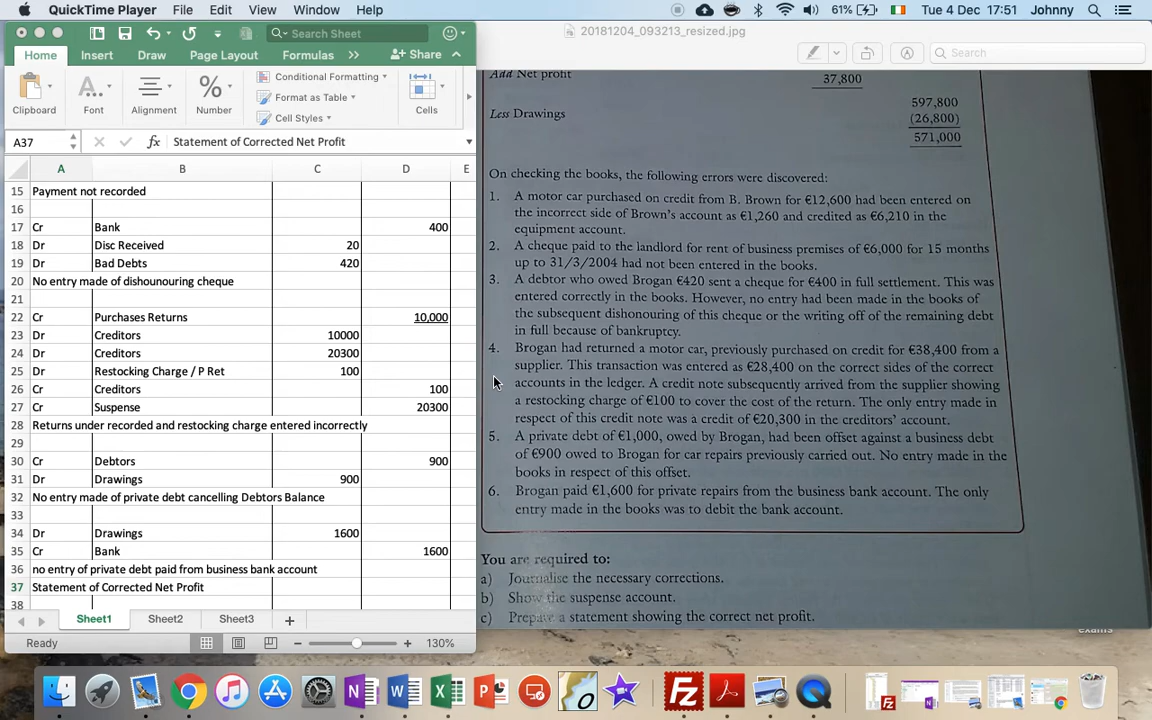 QuickTime Player File Edit View Window Help 61% Tue 4 Dec 17:51 Johnny
Search Sheet
Home Insert Draw Page Layout Formulas Share
Clipboard Font Alignment Number Conditional Formatting Format as Table Cell Styles Cells
A37 fx Statement of Corrected Net Profit
A B C D E
15 Payment not recorded
16
17 Cr Bank 400
18 Dr Disc Received 20
19 Dr Bad Debts 420
20 No entry made of dishounouring cheque
21
22 Cr Purchases Returns 10,000
23 Dr Creditors 10000
24 Dr Creditors 20300
25 Dr Restocking Charge / P Ret 100
26 Cr Creditors 100
27 Cr Suspense 20300
28 Returns under recorded and restocking charge entered incorrectly
29
30 Cr Debtors 900
31 Dr Drawings 900
32 No entry made of private debt cancelling Debtors Balance
33
34 Dr Drawings 1600
35 Cr Bank 1600
36 no entry of private debt paid from business bank account
37 Statement of Corrected Net Profit
38
Sheet1 Sheet2 Sheet3
Ready 130%
20181204_093213_resized.jpg
Search
Add Net profit 37,800
597,800
Less Drawings (26,800)
571,000
On checking the books, the following errors were discovered:
1. A motor car purchased on credit from B. Brown for €12,600 had been entered on
the incorrect side of Brown's account as €1,260 and credited as €6,210 in the
equipment account.
2. A cheque paid to the landlord for rent of business premises of €6,000 for 15 months
up to 31/3/2004 had not been entered in the books.
3. A debtor who owed Brogan €420 sent a cheque for €400 in full settlement. This was
entered correctly in the books. However, no entry had been made in the books of
the subsequent dishonouring of this cheque or the writing off of the remaining debt
in full because of bankruptcy.
4. Brogan had returned a motor car, previously purchased on credit for €38,400 from a
supplier. This transaction was entered as €28,400 on the correct sides of the correct
accounts in the ledger. A credit note subsequently arrived from the supplier showing
a restocking charge of €100 to cover the cost of the return. The only entry made in
respect of this credit note was a credit of €20,300 in the creditors' account.
5. A private debt of €1,000, owed by Brogan, had been offset against a business debt
of €900 owed to Brogan for car repairs previously carried out. No entry made in the
books in respect of this offset.
6. Brogan paid €1,600 for private repairs from the business bank account. The only
entry made in the books was to debit the bank account.
You are required to:
a) Journalise the necessary corrections.
b) Show the suspense account.
c) Prepare a statement showing the correct net profit.
exams